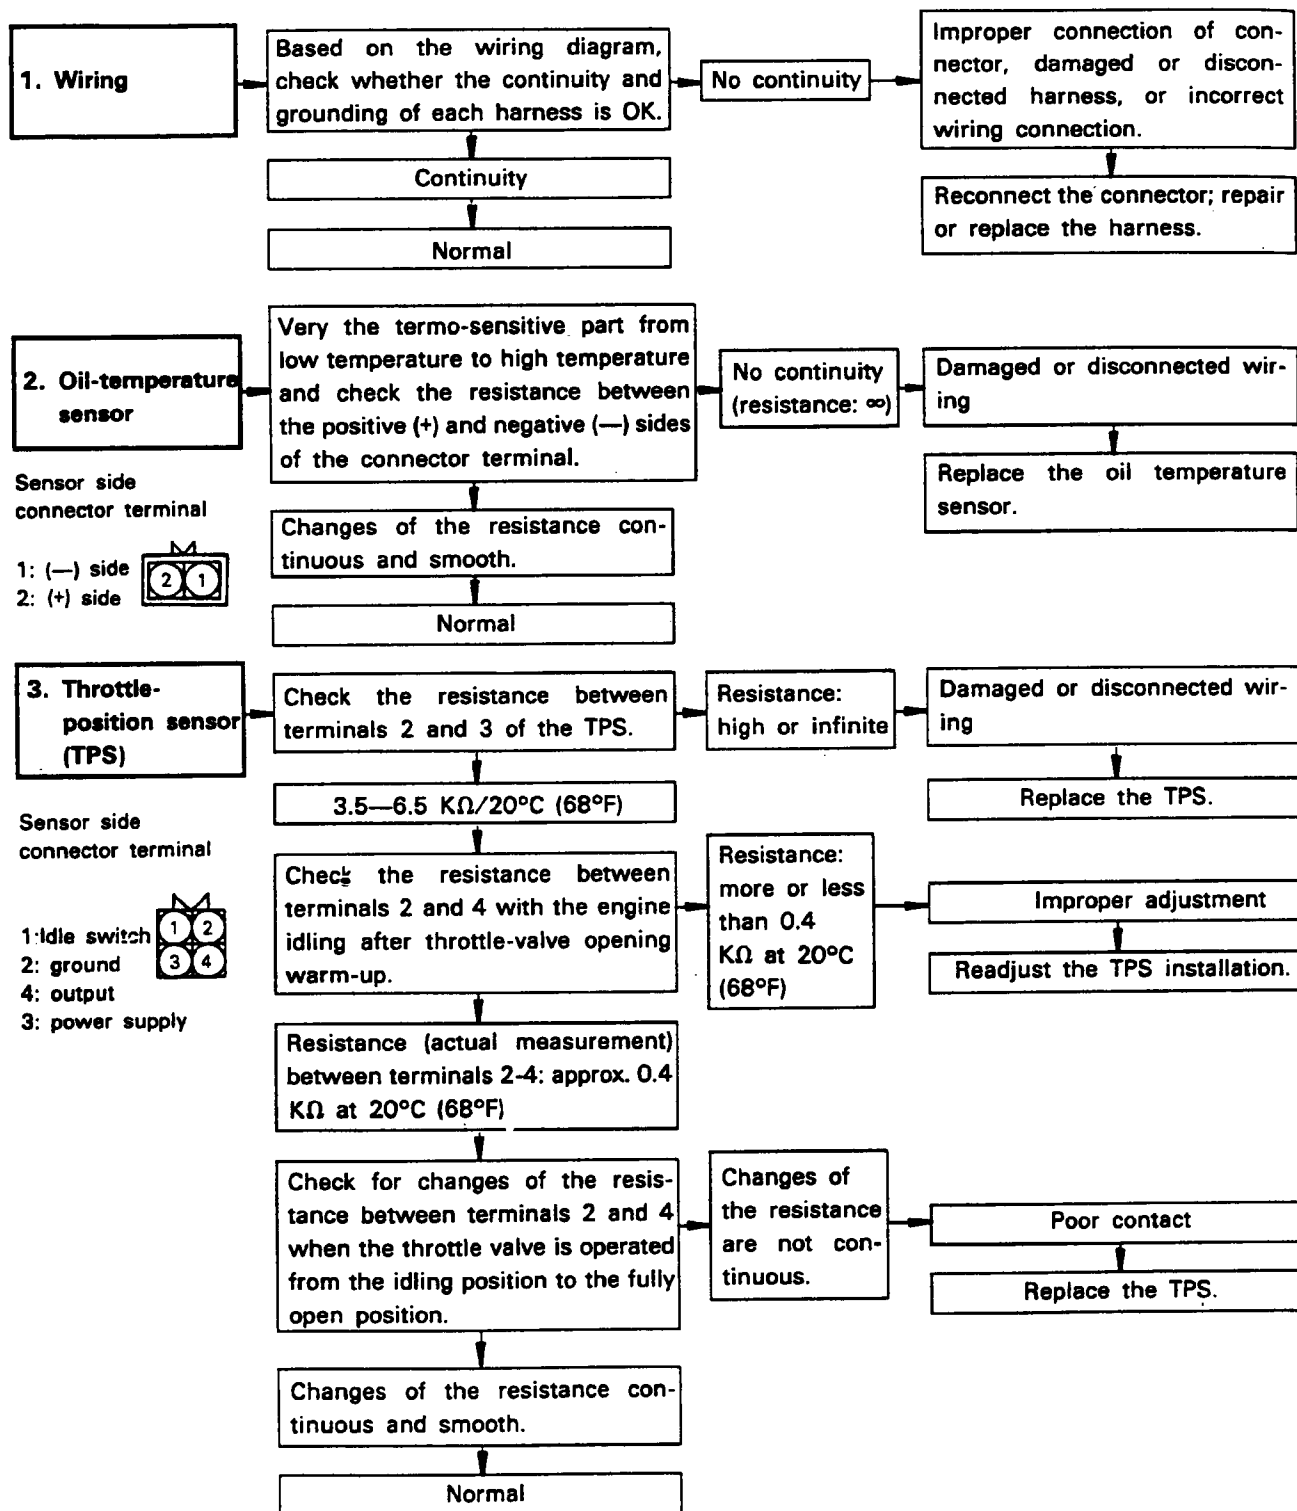 1. Wiring
Based on the wiring diagram,
check whether the continuity and
grounding of each harness is OK.
No continuity
Improper connection of con-
nector, damaged or discon-
nected harness, or incorrect
wiring connection.
Continuity
Reconnect the connector; repair
or replace the harness.
Normal
2. Oil-temperature
sensor
Very the termo-sensitive part from
low temperature to high temperature
and check the resistance between
the positive (+) and negative (—) sides
of the connector terminal.
No continuity
(resistance: ∞)
Damaged or disconnected wir-
ing
Replace the oil temperature
sensor.
Sensor side
connector terminal
1: (—) side
2: (+) side
2 1
Changes of the resistance con-
tinuous and smooth.
Normal
3. Throttle-
position sensor
(TPS)
Check the resistance between
terminals 2 and 3 of the TPS.
Resistance:
high or infinite
Damaged or disconnected wir-
ing
Replace the TPS.
3.5—6.5 KΩ/20°C (68°F)
Sensor side
connector terminal
1:Idle switch
2: ground
4: output
3: power supply
1 2
3 4
Check the resistance between
terminals 2 and 4 with the engine
idling after throttle-valve opening
warm-up.
Resistance:
more or less
than 0.4
KΩ at 20°C
(68°F)
Improper adjustment
Readjust the TPS installation.
Resistance (actual measurement)
between terminals 2-4: approx. 0.4
KΩ at 20°C (68°F)
Check for changes of the resis-
tance between terminals 2 and 4
when the throttle valve is operated
from the idling position to the fully
open position.
Changes of
the resistance
are not con-
tinuous.
Poor contact
Replace the TPS.
Changes of the resistance con-
tinuous and smooth.
Normal